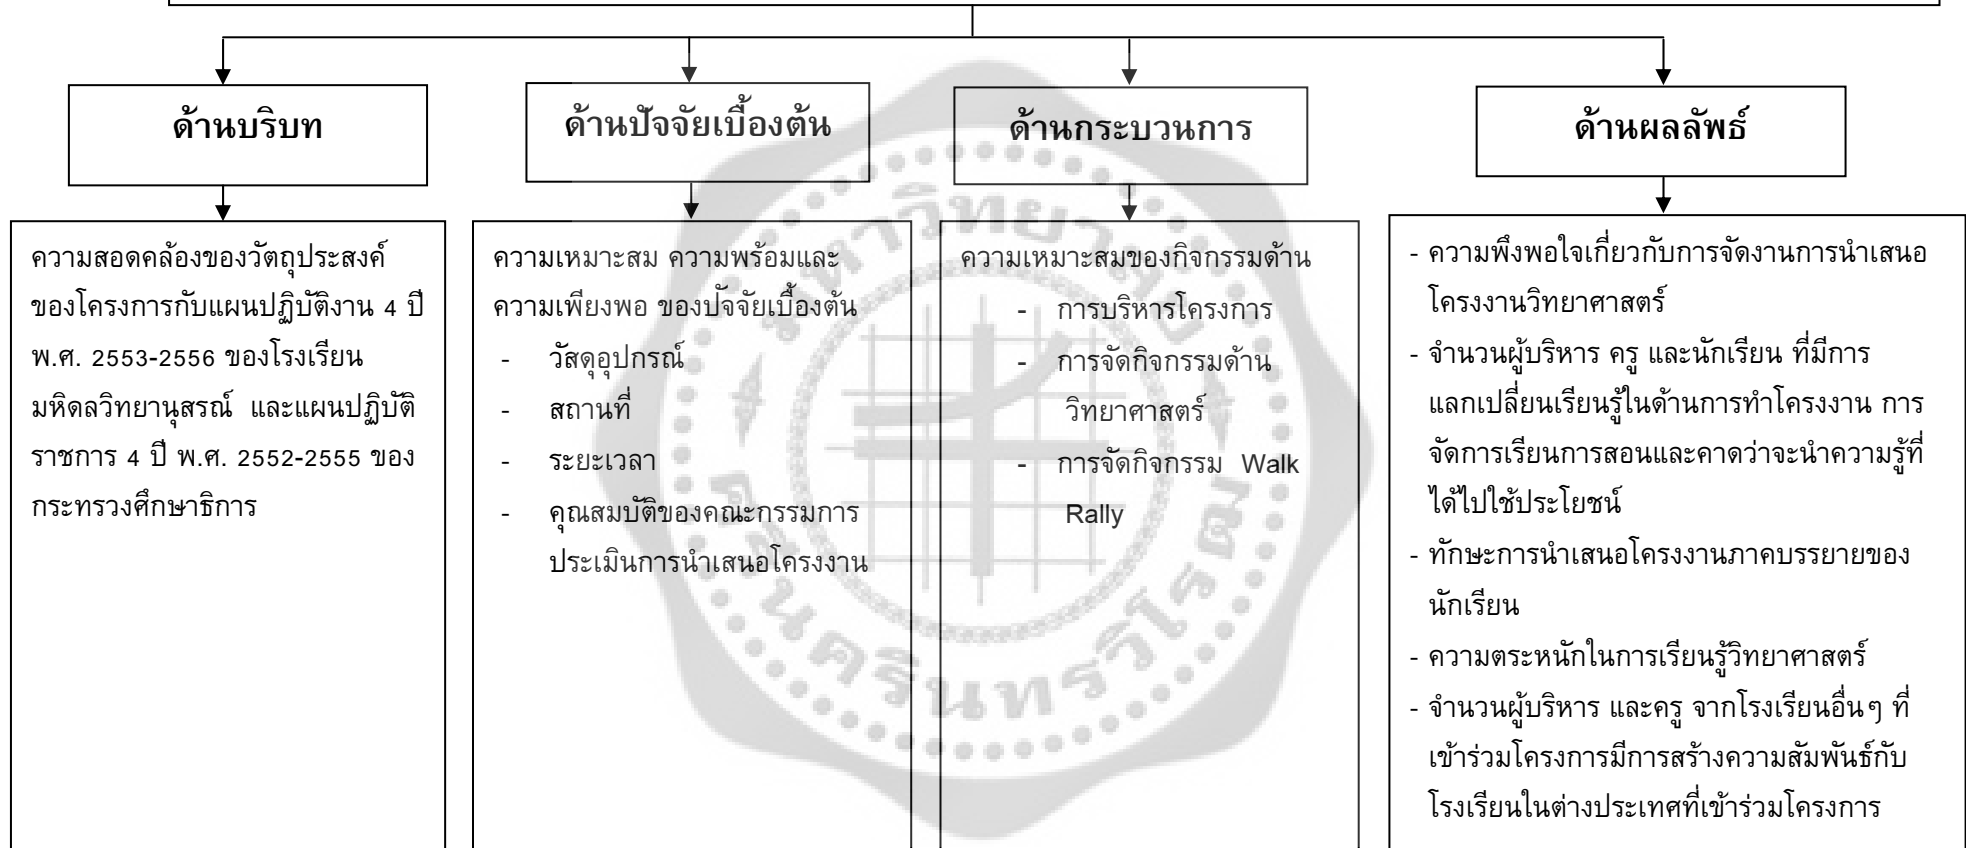 ด้านบริบท
ความสอดคล้องของวัตถุประสงค์
ของโครงการกับแผนปฏิบัติงาน 4 ปี
พ.ศ. 2553-2556 ของโรงเรียน
มหิดลวิทยานุสรณ์ และแผนปฏิบัติ
ราชการ 4 ปี พ.ศ. 2552-2555 ของ
กระทรวงศึกษาธิการ
ด้านปัจจัยเบื้องต้น
ความเหมาะสม ความพร้อมและ
ความเพียงพอ ของปัจจัยเบื้องต้น
- วัสดุอุปกรณ์
- สถานที่
- ระยะเวลา
- คุณสมบัติของคณะกรรมการ
ประเมินการนำเสนอโครงงาน
ด้านกระบวนการ
ความเหมาะสมของกิจกรรมด้าน
- การบริหารโครงการ
- การจัดกิจกรรมด้าน
วิทยาศาสตร์
- การจัดกิจกรรม Walk
Rally
ด้านผลลัพธ์
- ความพึงพอใจเกี่ยวกับการจัดงานการนำเสนอ
โครงงานวิทยาศาสตร์
- จำนวนผู้บริหาร ครู และนักเรียน ที่มีการ
แลกเปลี่ยนเรียนรู้ในด้านการทำโครงงาน การ
จัดการเรียนการสอนและคาดว่าจะนำความรู้ที่
ได้ไปใช้ประโยชน์
- ทักษะการนำเสนอโครงงานภาคบรรยายของ
นักเรียน
- ความตระหนักในการเรียนรู้วิทยาศาสตร์
- จำนวนผู้บริหาร และครู จากโรงเรียนอื่นๆ ที่
เข้าร่วมโครงการมีการสร้างความสัมพันธ์กับ
โรงเรียนในต่างประเทศที่เข้าร่วมโครงการ
มหาวิทยาลัย
ศรีนครินทรวิโรฒ